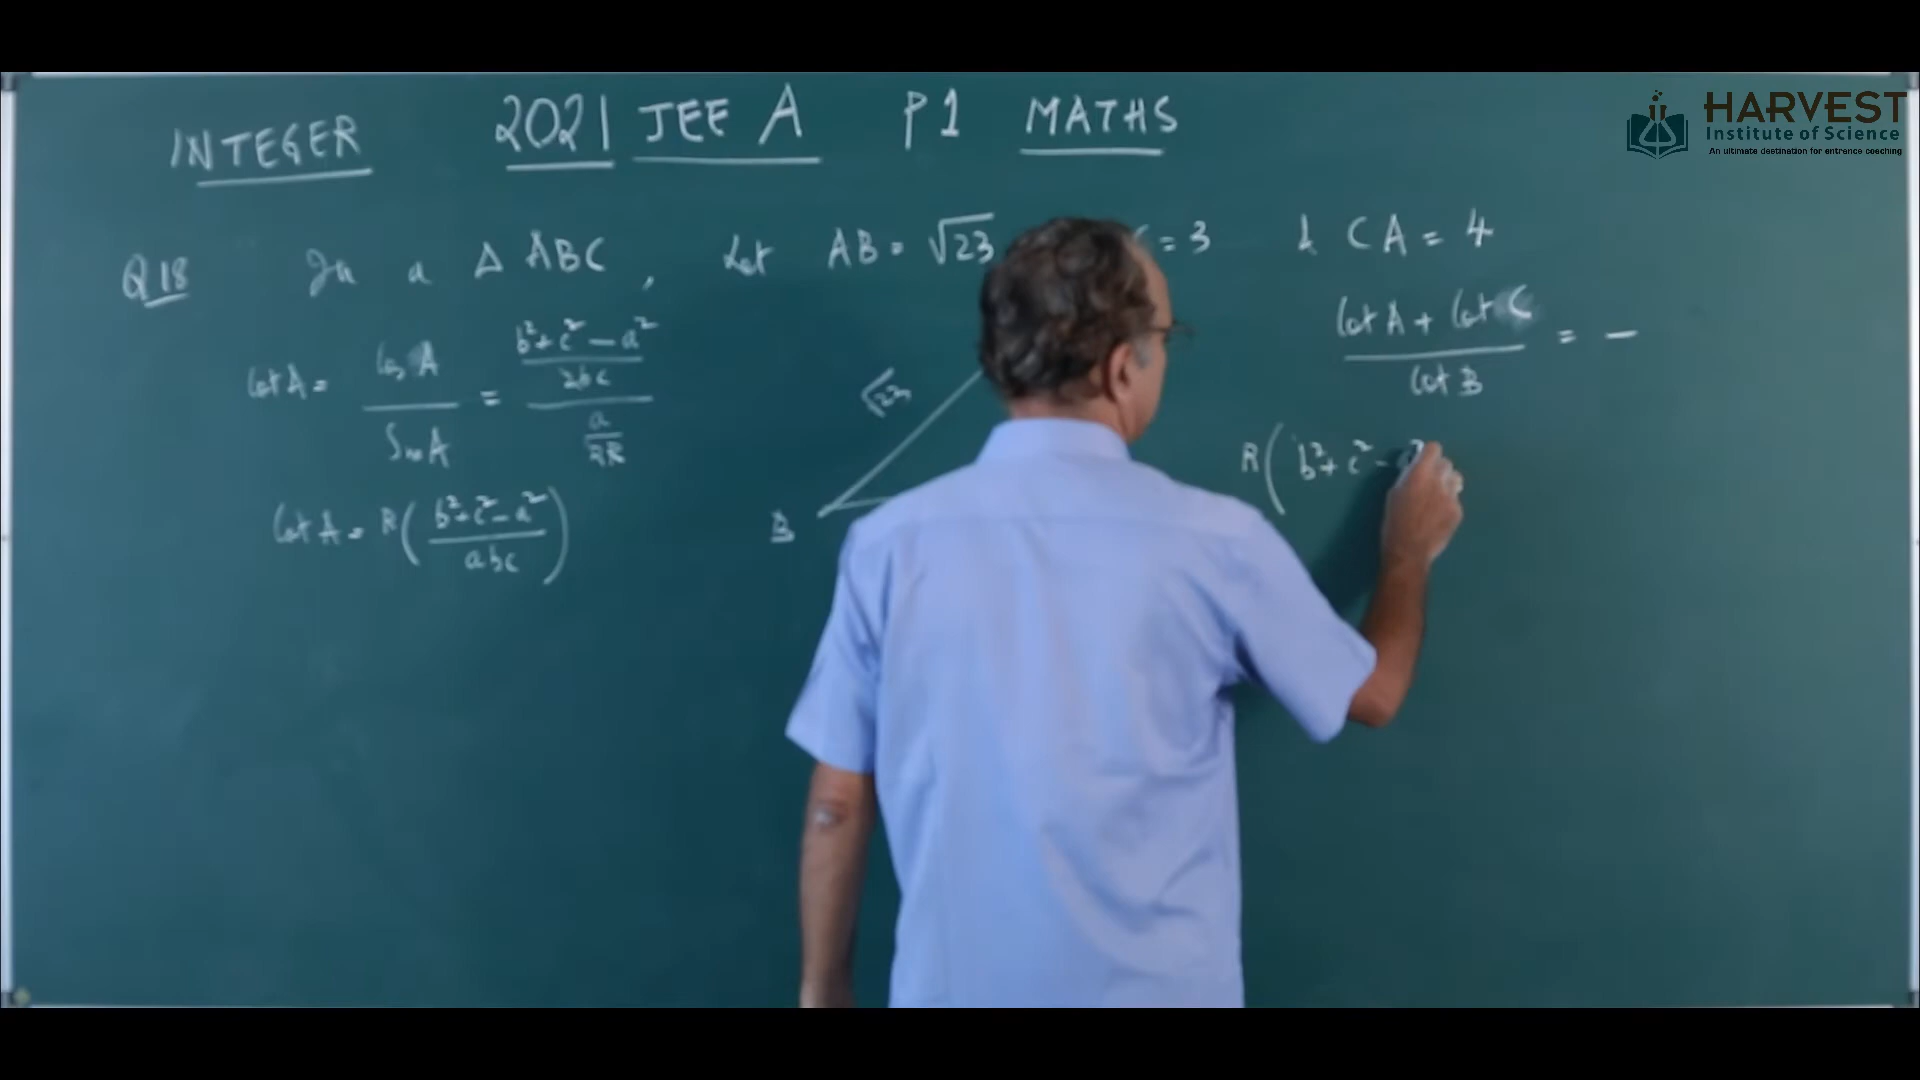 HARVEST
Institute of Science
An ultimate destination for entrance coaching
INTEGER 2021 JEE A P1 MATHS
Q18 In a Δ ABC, Let AB = √23 C = 3 & CA = 4
Cot A + Cot C / Cot B = –
Cot A = Cos A / Sin A = (b² + c² – a² / 2bc) / (a / 2R)
√23
B
Cot A = R (b² + c² – a² / abc)
R ( b² + c² –